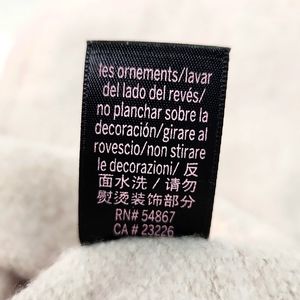 les ornements/lavar
del lado del revés/
no planchar sobre la
decoración/girare al
rovescio/non stirare
le decorazioni/ 反
面水洗 / 请勿
熨烫装饰部分
RN# 54867
CA # 23226